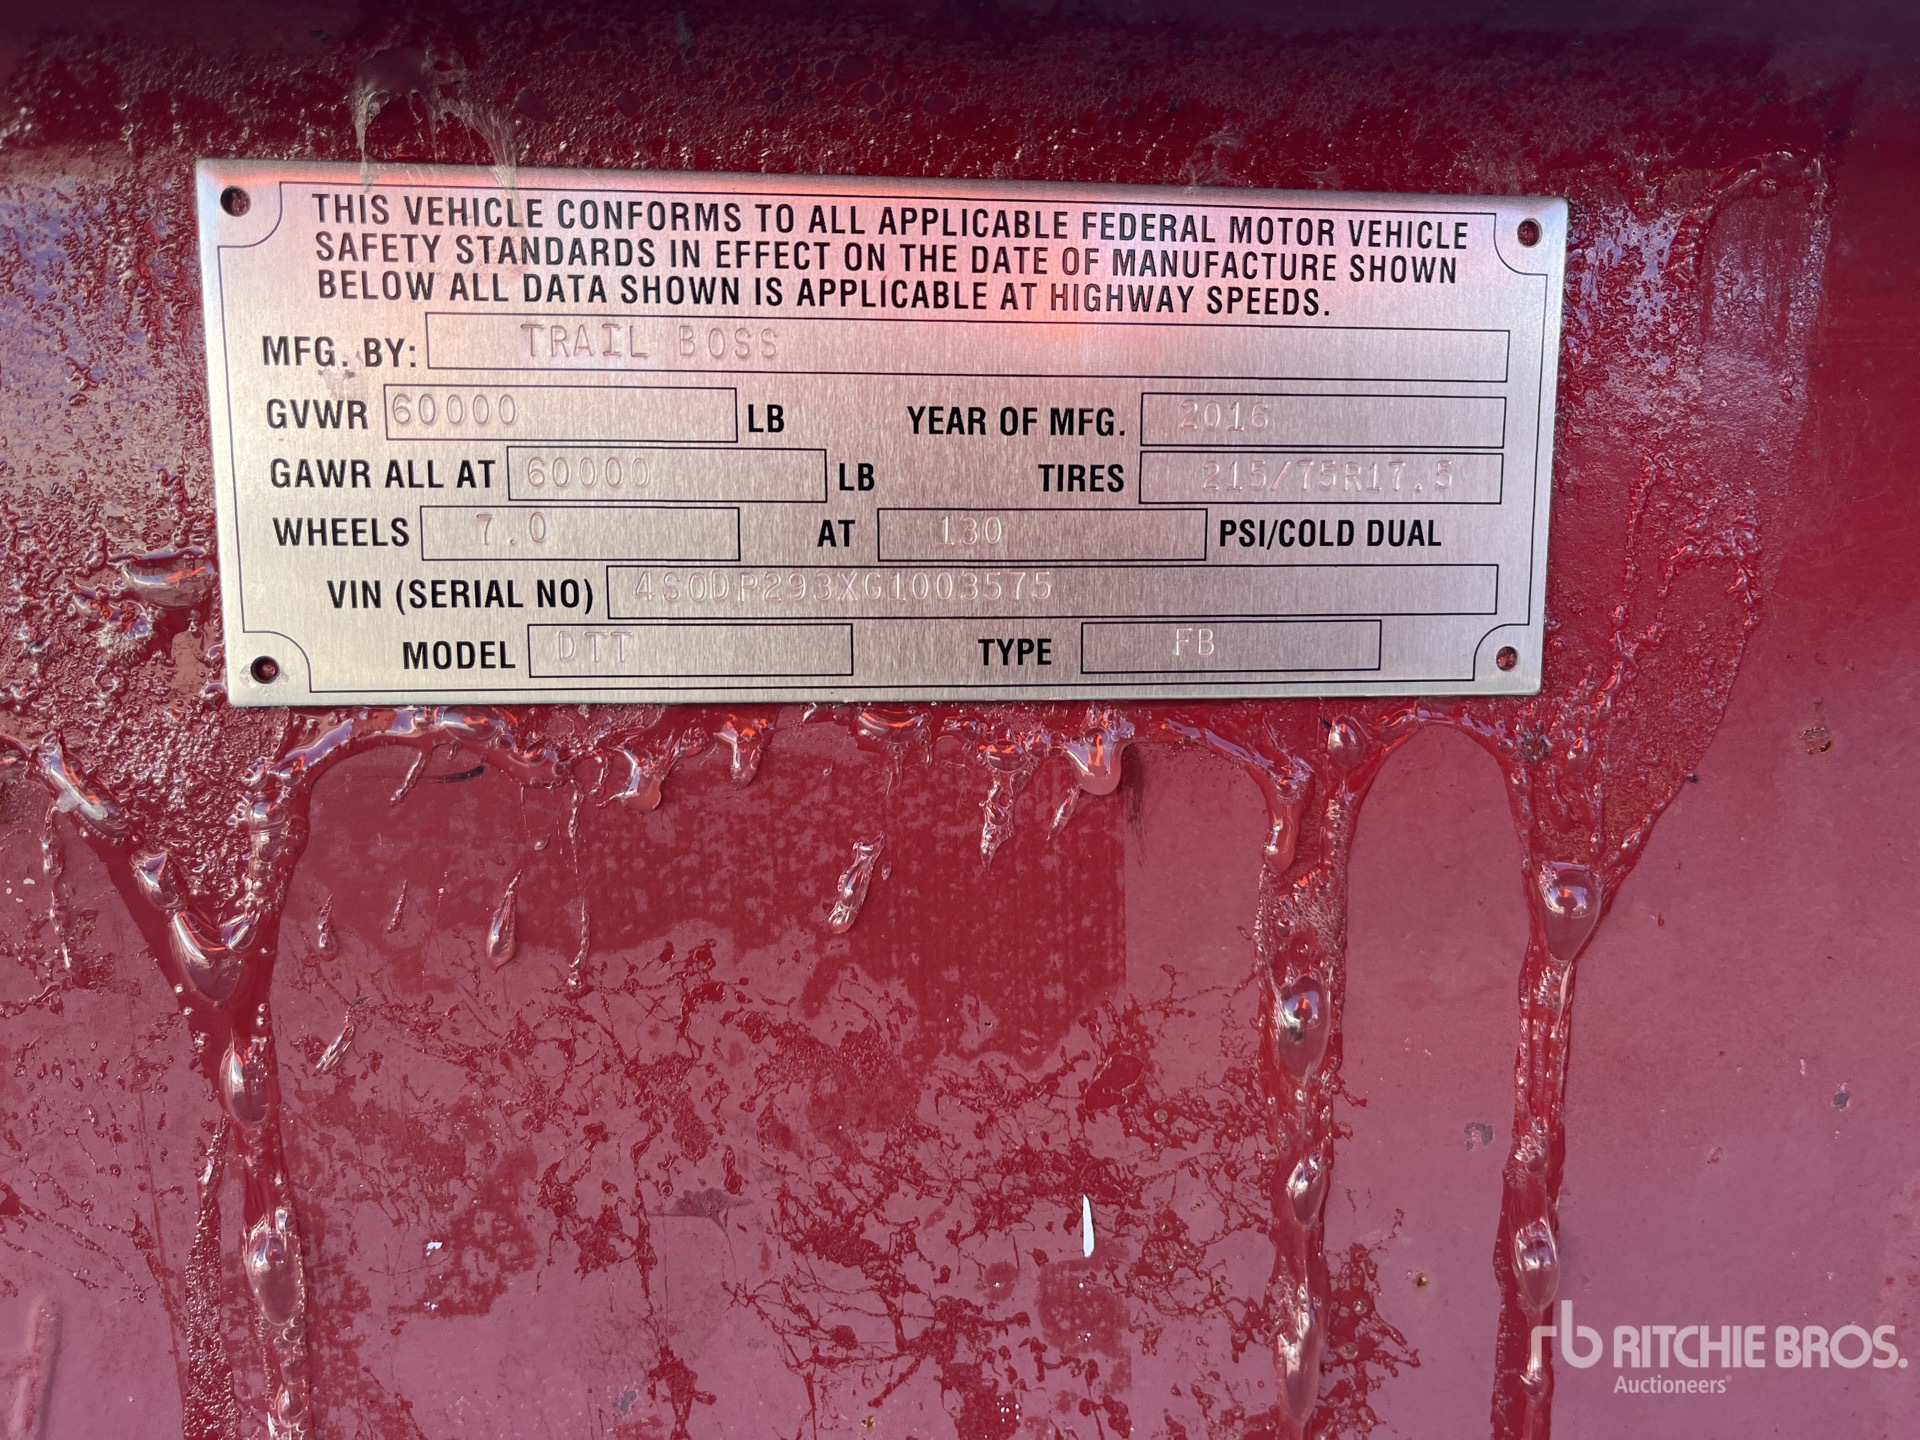 THIS VEHICLE CONFORMS TO ALL APPLICABLE FEDERAL MOTOR VEHICLE
SAFETY STANDARDS IN EFFECT ON THE DATE OF MANUFACTURE SHOWN
BELOW ALL DATA SHOWN IS APPLICABLE AT HIGHWAY SPEEDS.
MFG. BY: TRAIL BOSS
GVWR 60000 LB YEAR OF MFG. 2016
GAWR ALL AT 60000 LB TIRES 215/75R17.5
WHEELS 7.0 AT 130 PSI/COLD DUAL
VIN (SERIAL NO) 4S0DP293XG1003575
MODEL DTT TYPE FB
rb RITCHIE BROS.
Auctioneers